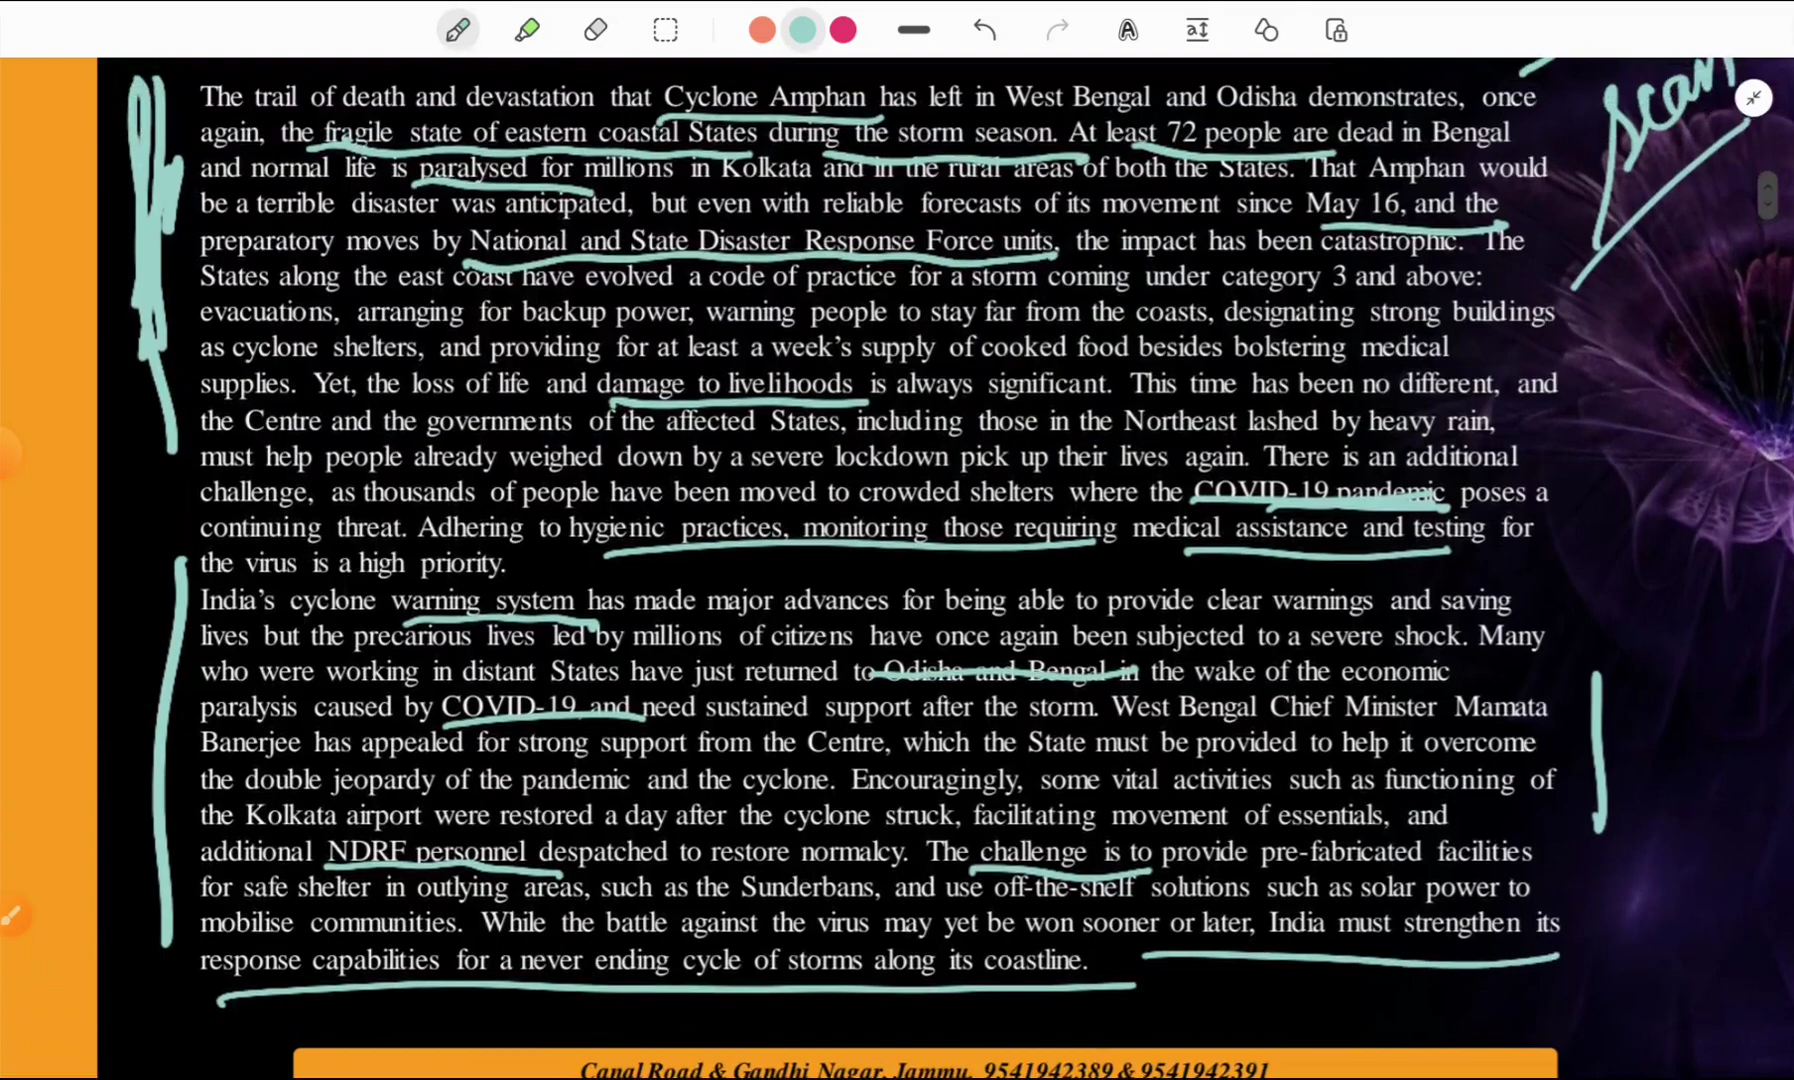 The trail of death and devastation that Cyclone Amphan has left in West Bengal and Odisha demonstrates, once
again, the fragile state of eastern coastal States during the storm season. At least 72 people are dead in Bengal
and normal life is paralysed for millions in Kolkata and in the rural areas of both the States. That Amphan would
be a terrible disaster was anticipated, but even with reliable forecasts of its movement since May 16, and the
preparatory moves by National and State Disaster Response Force units, the impact has been catastrophic. The
States along the east coast have evolved a code of practice for a storm coming under category 3 and above:
evacuations, arranging for backup power, warning people to stay far from the coasts, designating strong buildings
as cyclone shelters, and providing for at least a week’s supply of cooked food besides bolstering medical
supplies. Yet, the loss of life and damage to livelihoods is always significant. This time has been no different, and
the Centre and the governments of the affected States, including those in the Northeast lashed by heavy rain,
must help people already weighed down by a severe lockdown pick up their lives again. There is an additional
challenge, as thousands of people have been moved to crowded shelters where the COVID-19 pandemic poses a
continuing threat. Adhering to hygienic practices, monitoring those requiring medical assistance and testing for
the virus is a high priority.
India’s cyclone warning system has made major advances for being able to provide clear warnings and saving
lives but the precarious lives led by millions of citizens have once again been subjected to a severe shock. Many
who were working in distant States have just returned to Odisha and Bengal in the wake of the economic
paralysis caused by COVID-19, and need sustained support after the storm. West Bengal Chief Minister Mamata
Banerjee has appealed for strong support from the Centre, which the State must be provided to help it overcome
the double jeopardy of the pandemic and the cyclone. Encouragingly, some vital activities such as functioning of
the Kolkata airport were restored a day after the cyclone struck, facilitating movement of essentials, and
additional NDRF personnel despatched to restore normalcy. The challenge is to provide pre-fabricated facilities
for safe shelter in outlying areas, such as the Sunderbans, and use off-the-shelf solutions such as solar power to
mobilise communities. While the battle against the virus may yet be won sooner or later, India must strengthen its
response capabilities for a never ending cycle of storms along its coastline.
Scan
Canal Road & Gandhi Nagar, Jammu. 9541942389 & 9541942391